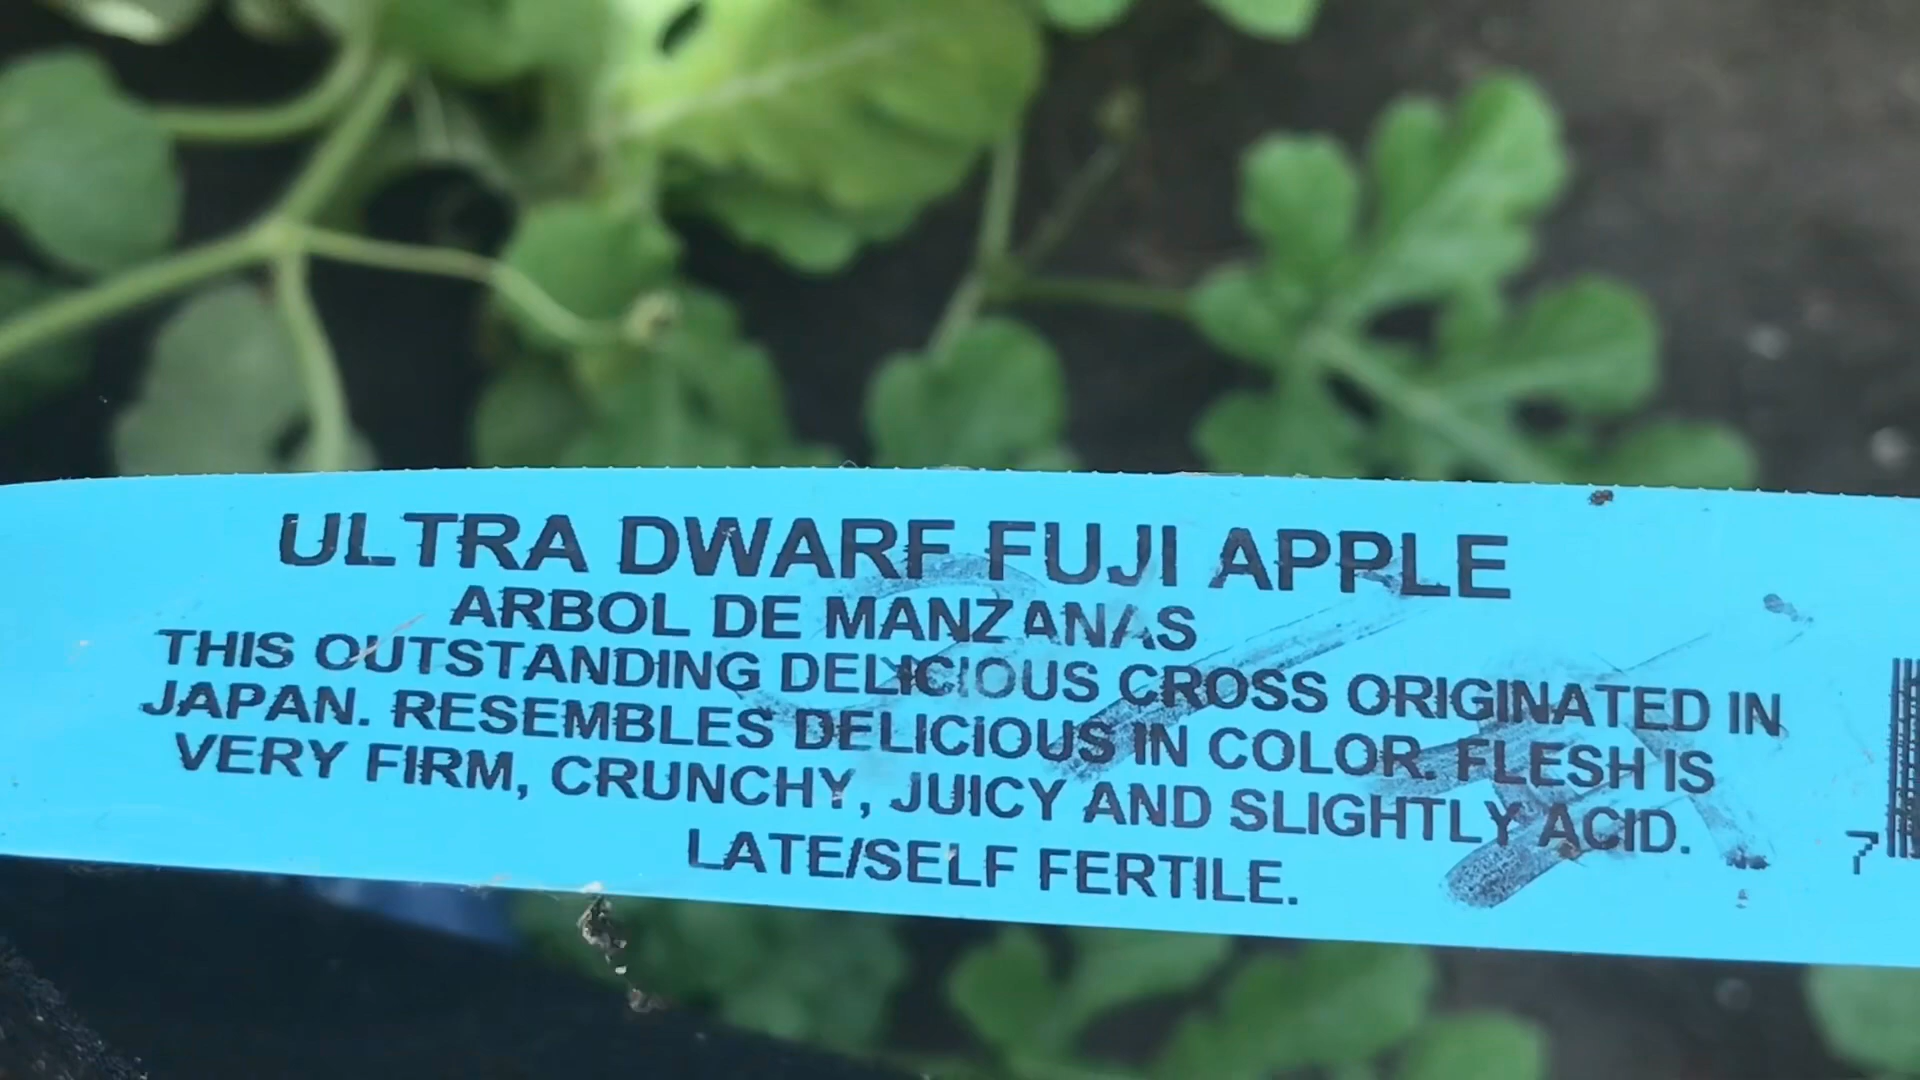 ULTRA DWARF FUJI APPLE
ARBOL DE MANZANAS
THIS OUTSTANDING DELICIOUS CROSS ORIGINATED IN
JAPAN. RESEMBLES DELICIOUS IN COLOR. FLESH IS
VERY FIRM, CRUNCHY, JUICY AND SLIGHTLY ACID.
LATE/SELF FERTILE.
7